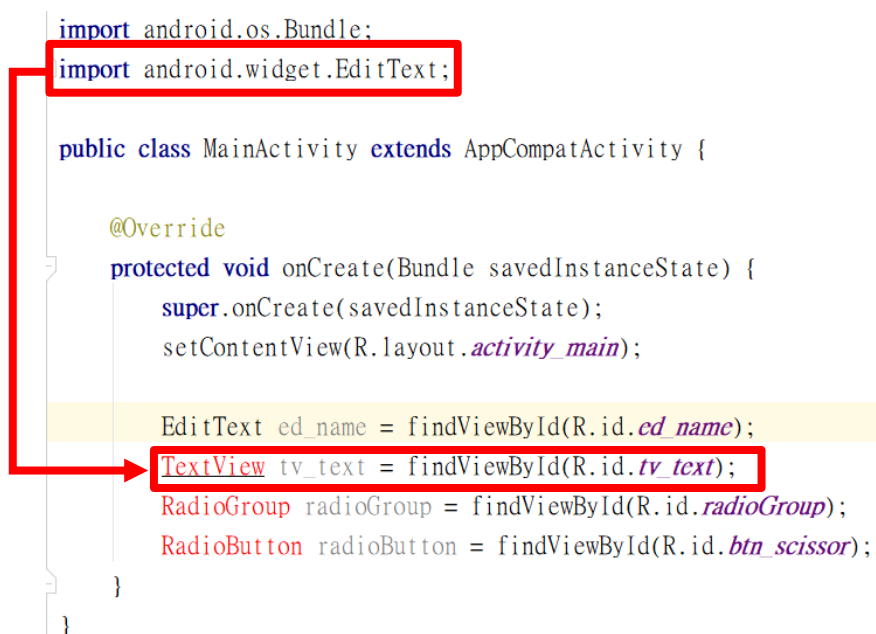 import android.os.Bundle;
import android.widget.EditText;
public class MainActivity extends AppCompatActivity {
@Override
protected void onCreate(Bundle savedInstanceState) {
super.onCreate(savedInstanceState);
setContentView(R.layout.activity_main);
EditText ed_name = findViewById(R.id.ed_name);
TextView tv_text = findViewById(R.id.tv_text);
RadioGroup radioGroup = findViewById(R.id.radioGroup);
RadioButton radioButton = findViewById(R.id.btn_scissor);
}
}